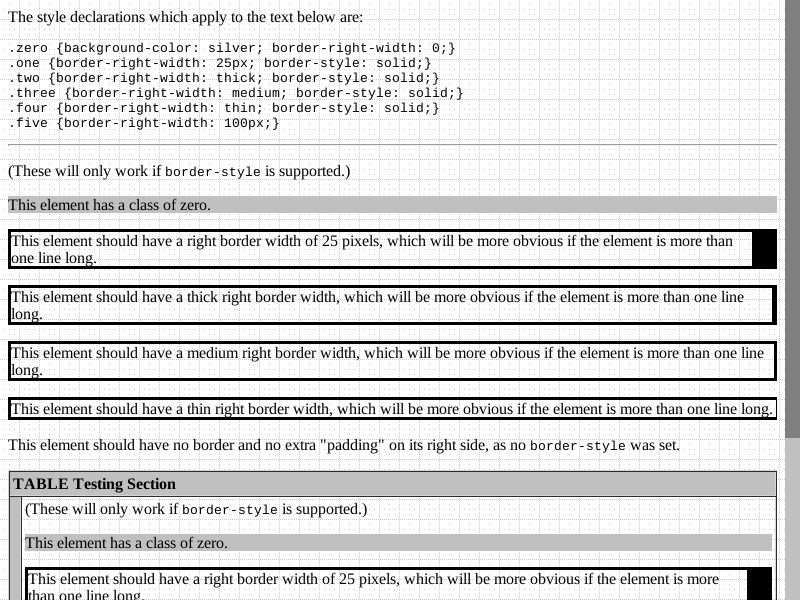 The style declarations which apply to the text below are:
.zero {background-color: silver; border-right-width: 0;}
.one {border-right-width: 25px; border-style: solid;}
.two {border-right-width: thick; border-style: solid;}
.three {border-right-width: medium; border-style: solid;}
.four {border-right-width: thin; border-style: solid;}
.five {border-right-width: 100px;}
(These will only work if border-style is supported.)
This element has a class of zero.
This element should have a right border width of 25 pixels, which will be more obvious if the element is more than
one line long.
This element should have a thick right border width, which will be more obvious if the element is more than one line
long.
This element should have a medium right border width, which will be more obvious if the element is more than one line
long.
This element should have a thin right border width, which will be more obvious if the element is more than one line long.
This element should have no border and no extra "padding" on its right side, as no border-style was set.
TABLE Testing Section
(These will only work if border-style is supported.)
This element has a class of zero.
This element should have a right border width of 25 pixels, which will be more obvious if the element is more
than one line long.